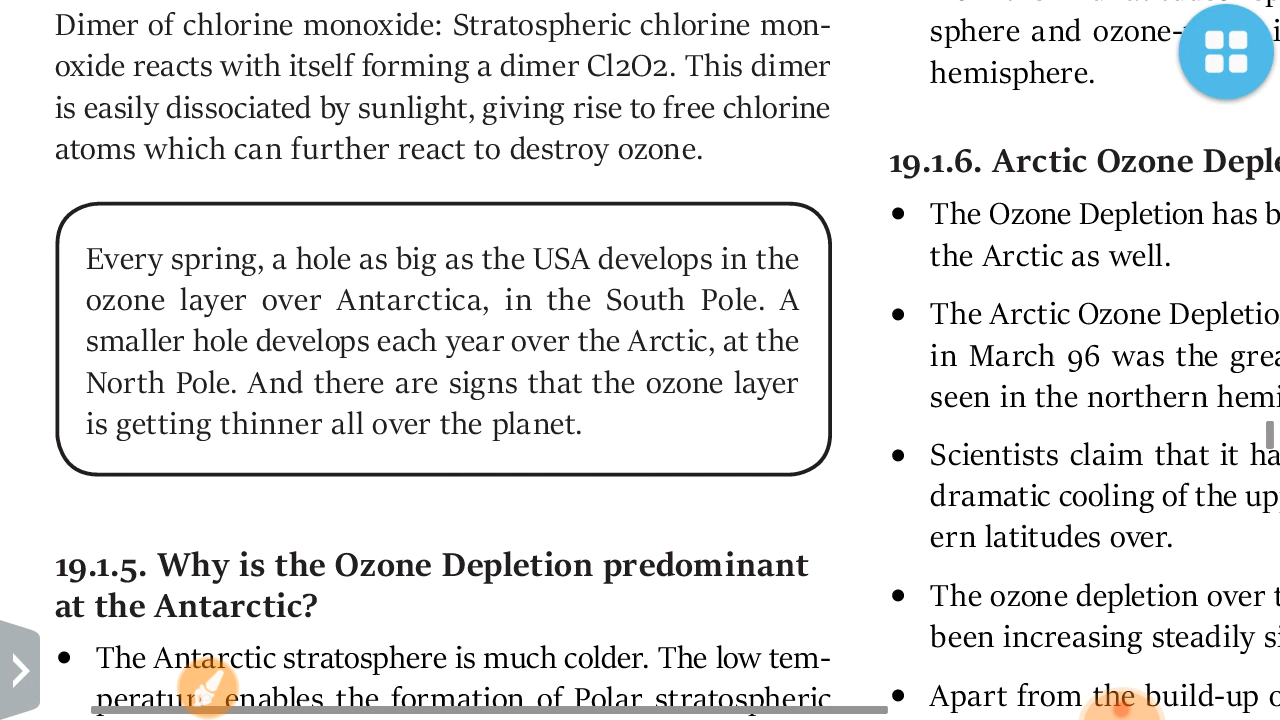 Dimer of chlorine monoxide: Stratospheric chlorine mon-
oxide reacts with itself forming a dimer Cl2O2. This dimer
is easily dissociated by sunlight, giving rise to free chlorine
atoms which can further react to destroy ozone.
Every spring, a hole as big as the USA develops in the
ozone layer over Antarctica, in the South Pole. A
smaller hole develops each year over the Arctic, at the
North Pole. And there are signs that the ozone layer
is getting thinner all over the planet.
19.1.5. Why is the Ozone Depletion predominant
at the Antarctic?
• The Antarctic stratosphere is much colder. The low tem-
perature enables the formation of Polar stratospheric
sphere and ozone-
hemisphere.
19.1.6. Arctic Ozone
• The Ozone Depletion has
the Arctic as well.
• The Arctic Ozone
in March 96 was the
seen in the northern
• Scientists claim that it
dramatic cooling of the
ern latitudes over.
• The ozone depletion over
been increasing steadily
• Apart from the build-up